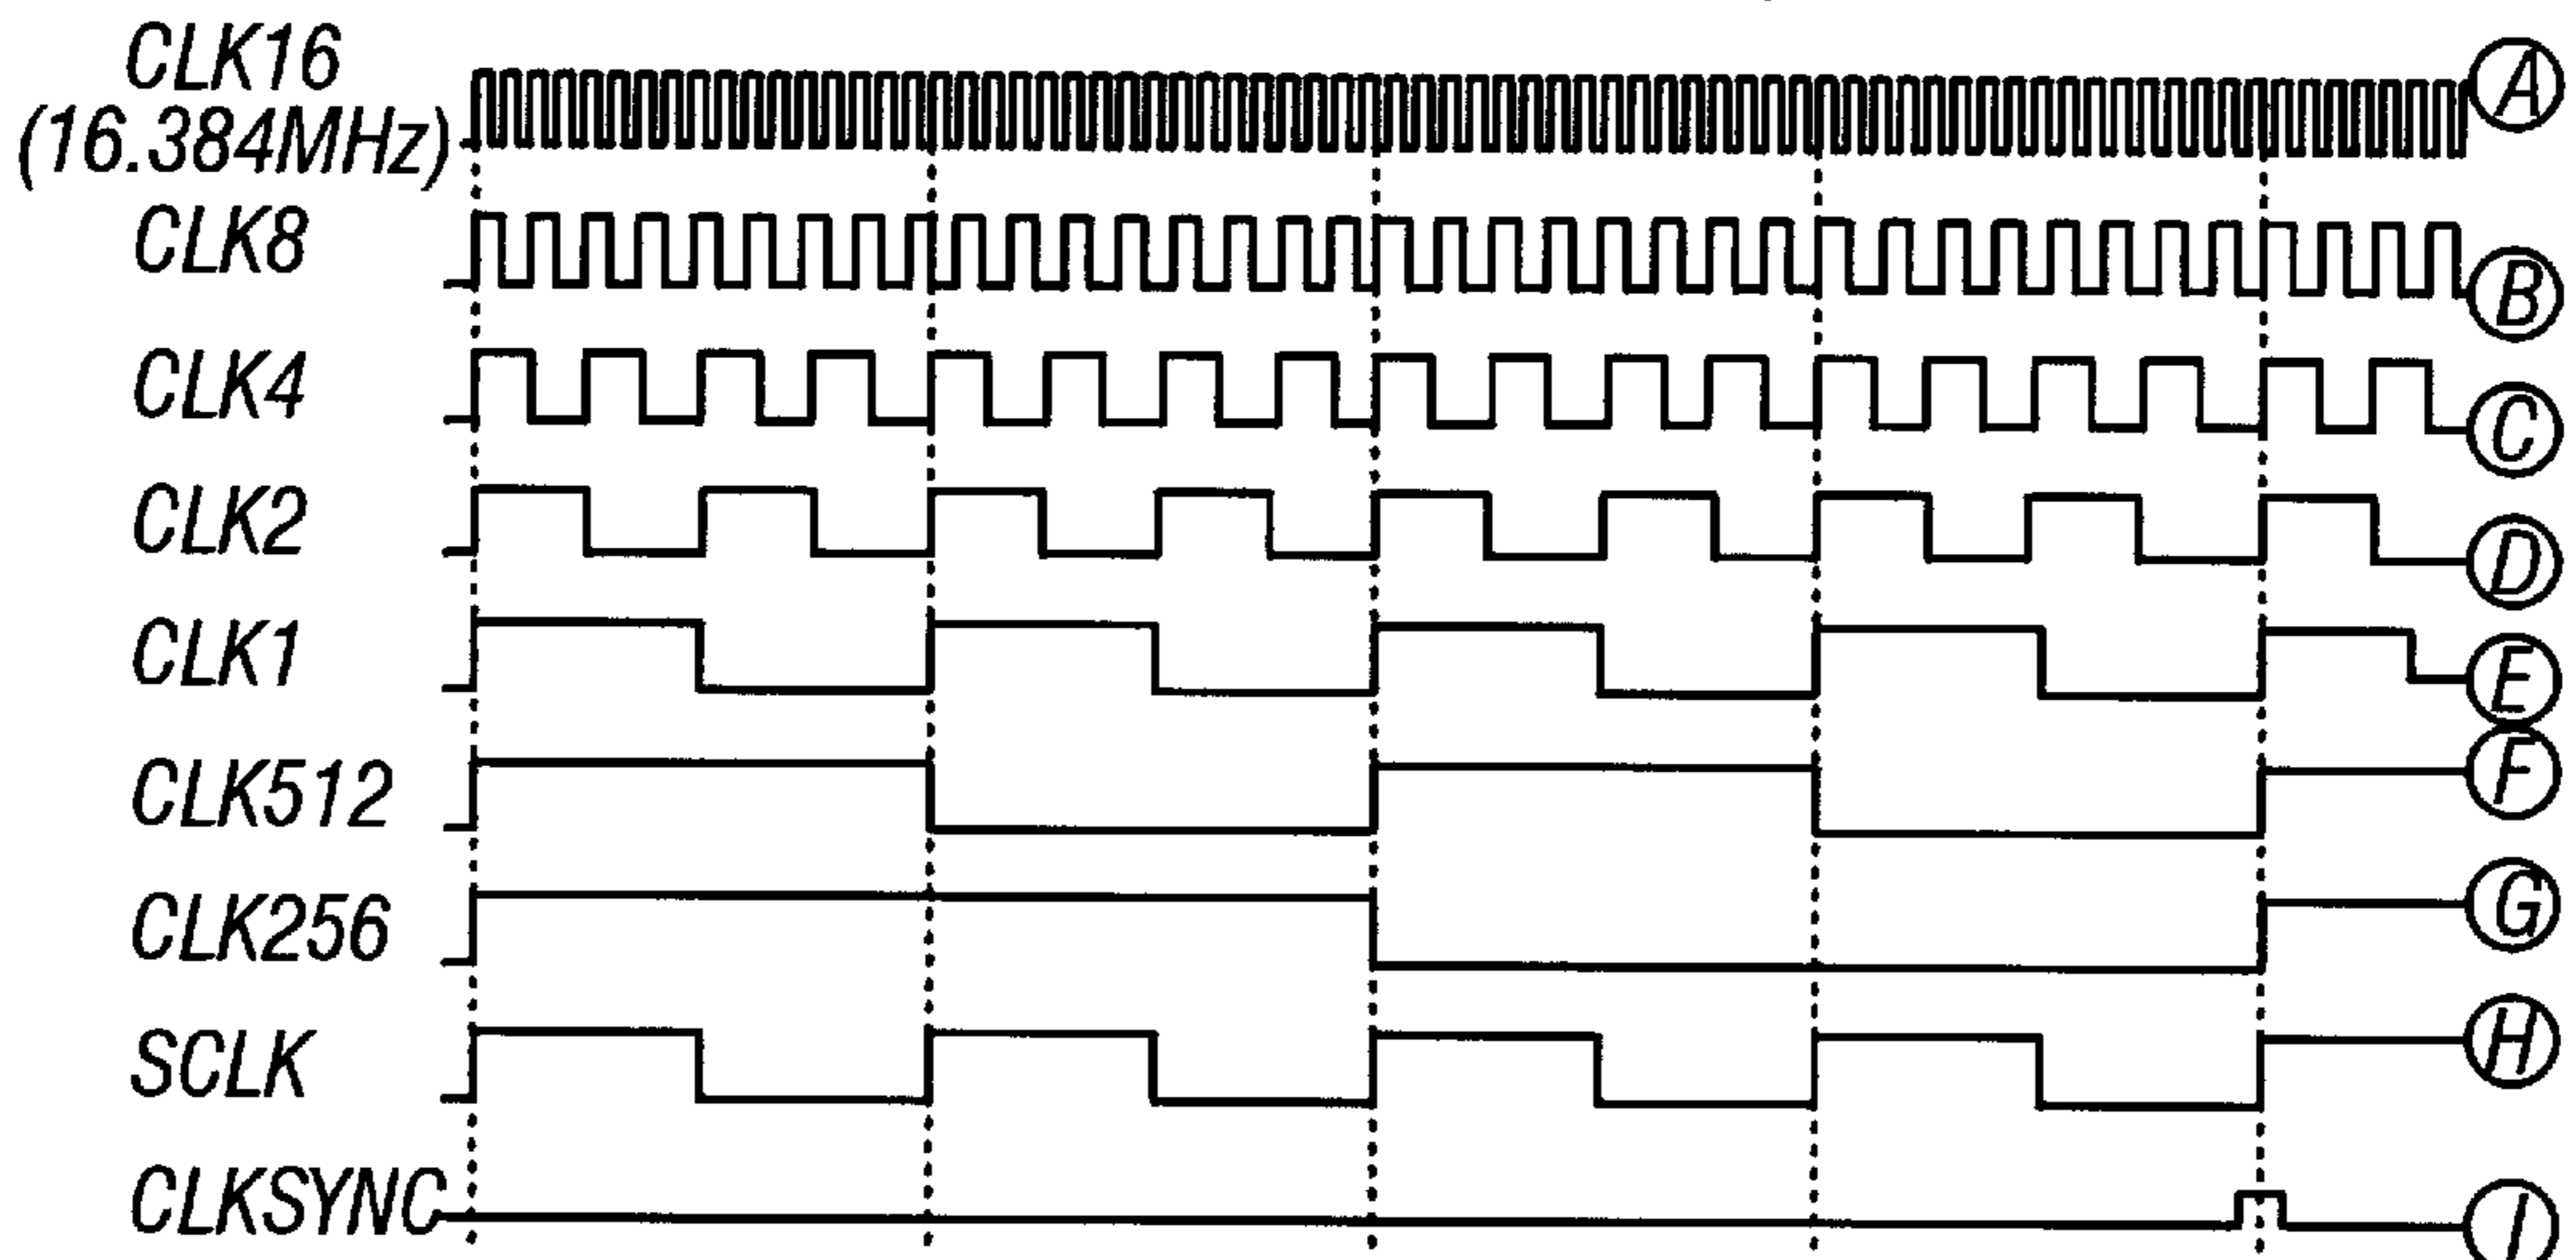 CLK16
(16.384MHz)
A
CLK8
B
CLK4
C
CLK2
D
CLK1
E
CLK512
F
CLK256
G
SCLK
H
CLKSYNC
I